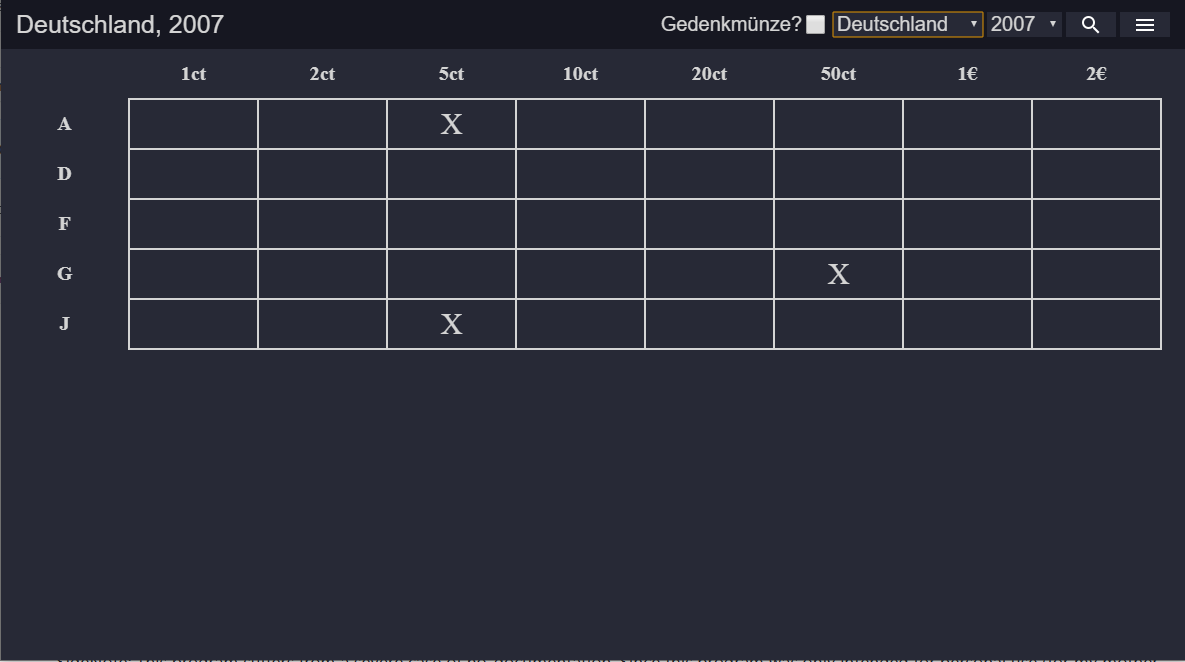 Deutschland, 2007 Gedenkmünze? Deutschland 2007
1ct 2ct 5ct 10ct 20ct 50ct 1€ 2€
A X
D
F
G X
J X